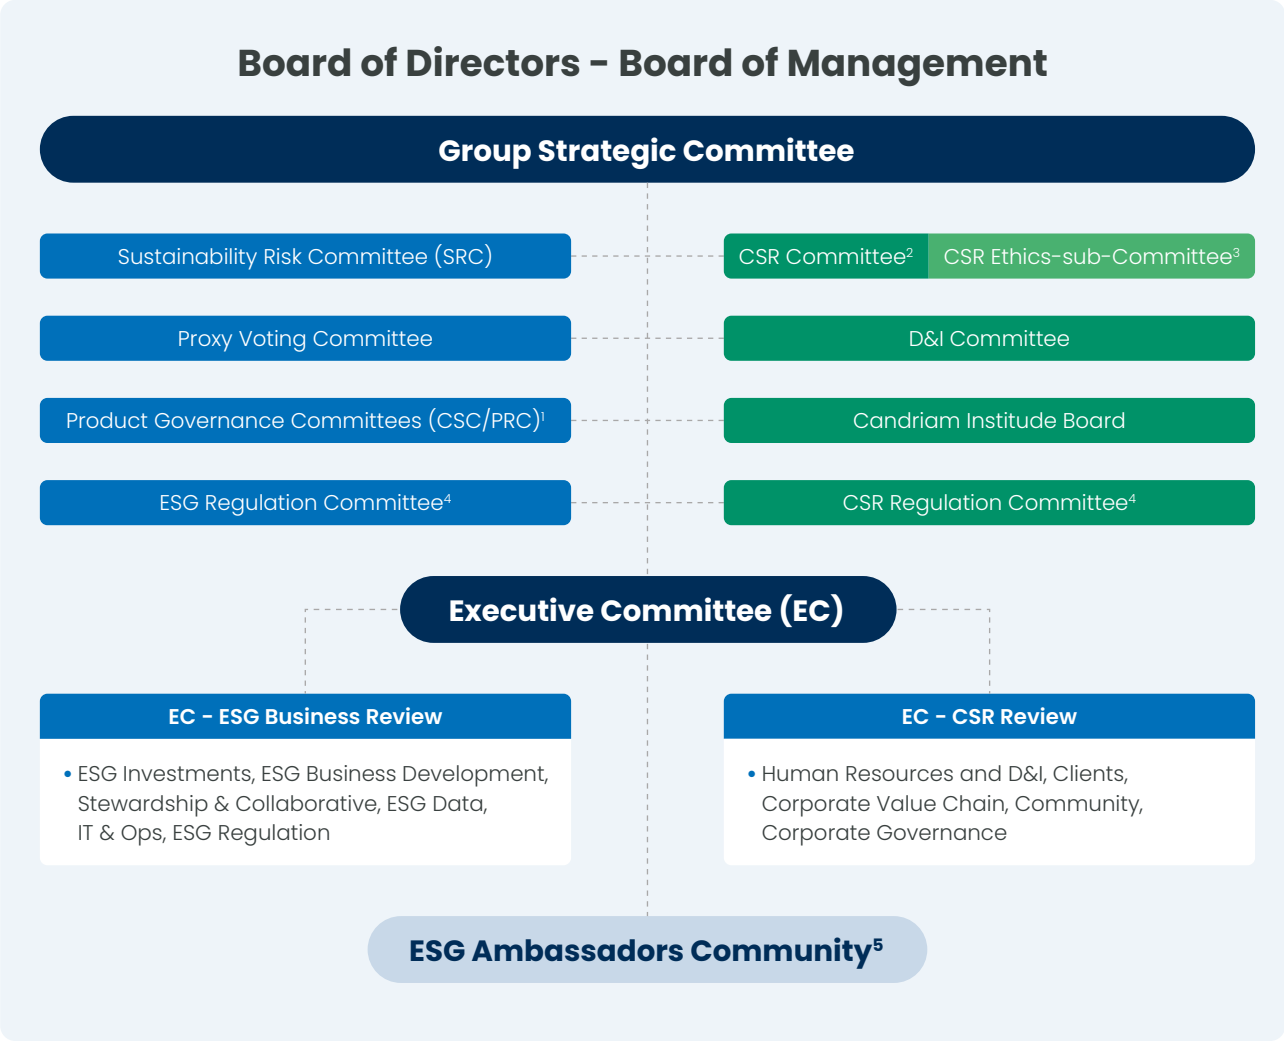 Board of Directors - Board of Management
Group Strategic Committee
Sustainability Risk Committee (SRC)
CSR Committee²
CSR Ethics-sub-Committee³
Proxy Voting Committee
D&I Committee
Product Governance Committees (CSC/PRC)¹
Candriam Institude Board
ESG Regulation Committee⁴
CSR Regulation Committee⁴
Executive Committee (EC)
EC - ESG Business Review
• ESG Investments, ESG Business Development,
Stewardship & Collaborative, ESG Data,
IT & Ops, ESG Regulation
EC - CSR Review
• Human Resources and D&I, Clients,
Corporate Value Chain, Community,
Corporate Governance
ESG Ambassadors Community⁵